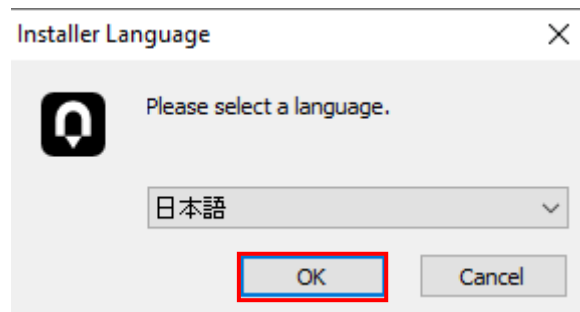 Installer Language
Please select a language.
日本語
OK
Cancel